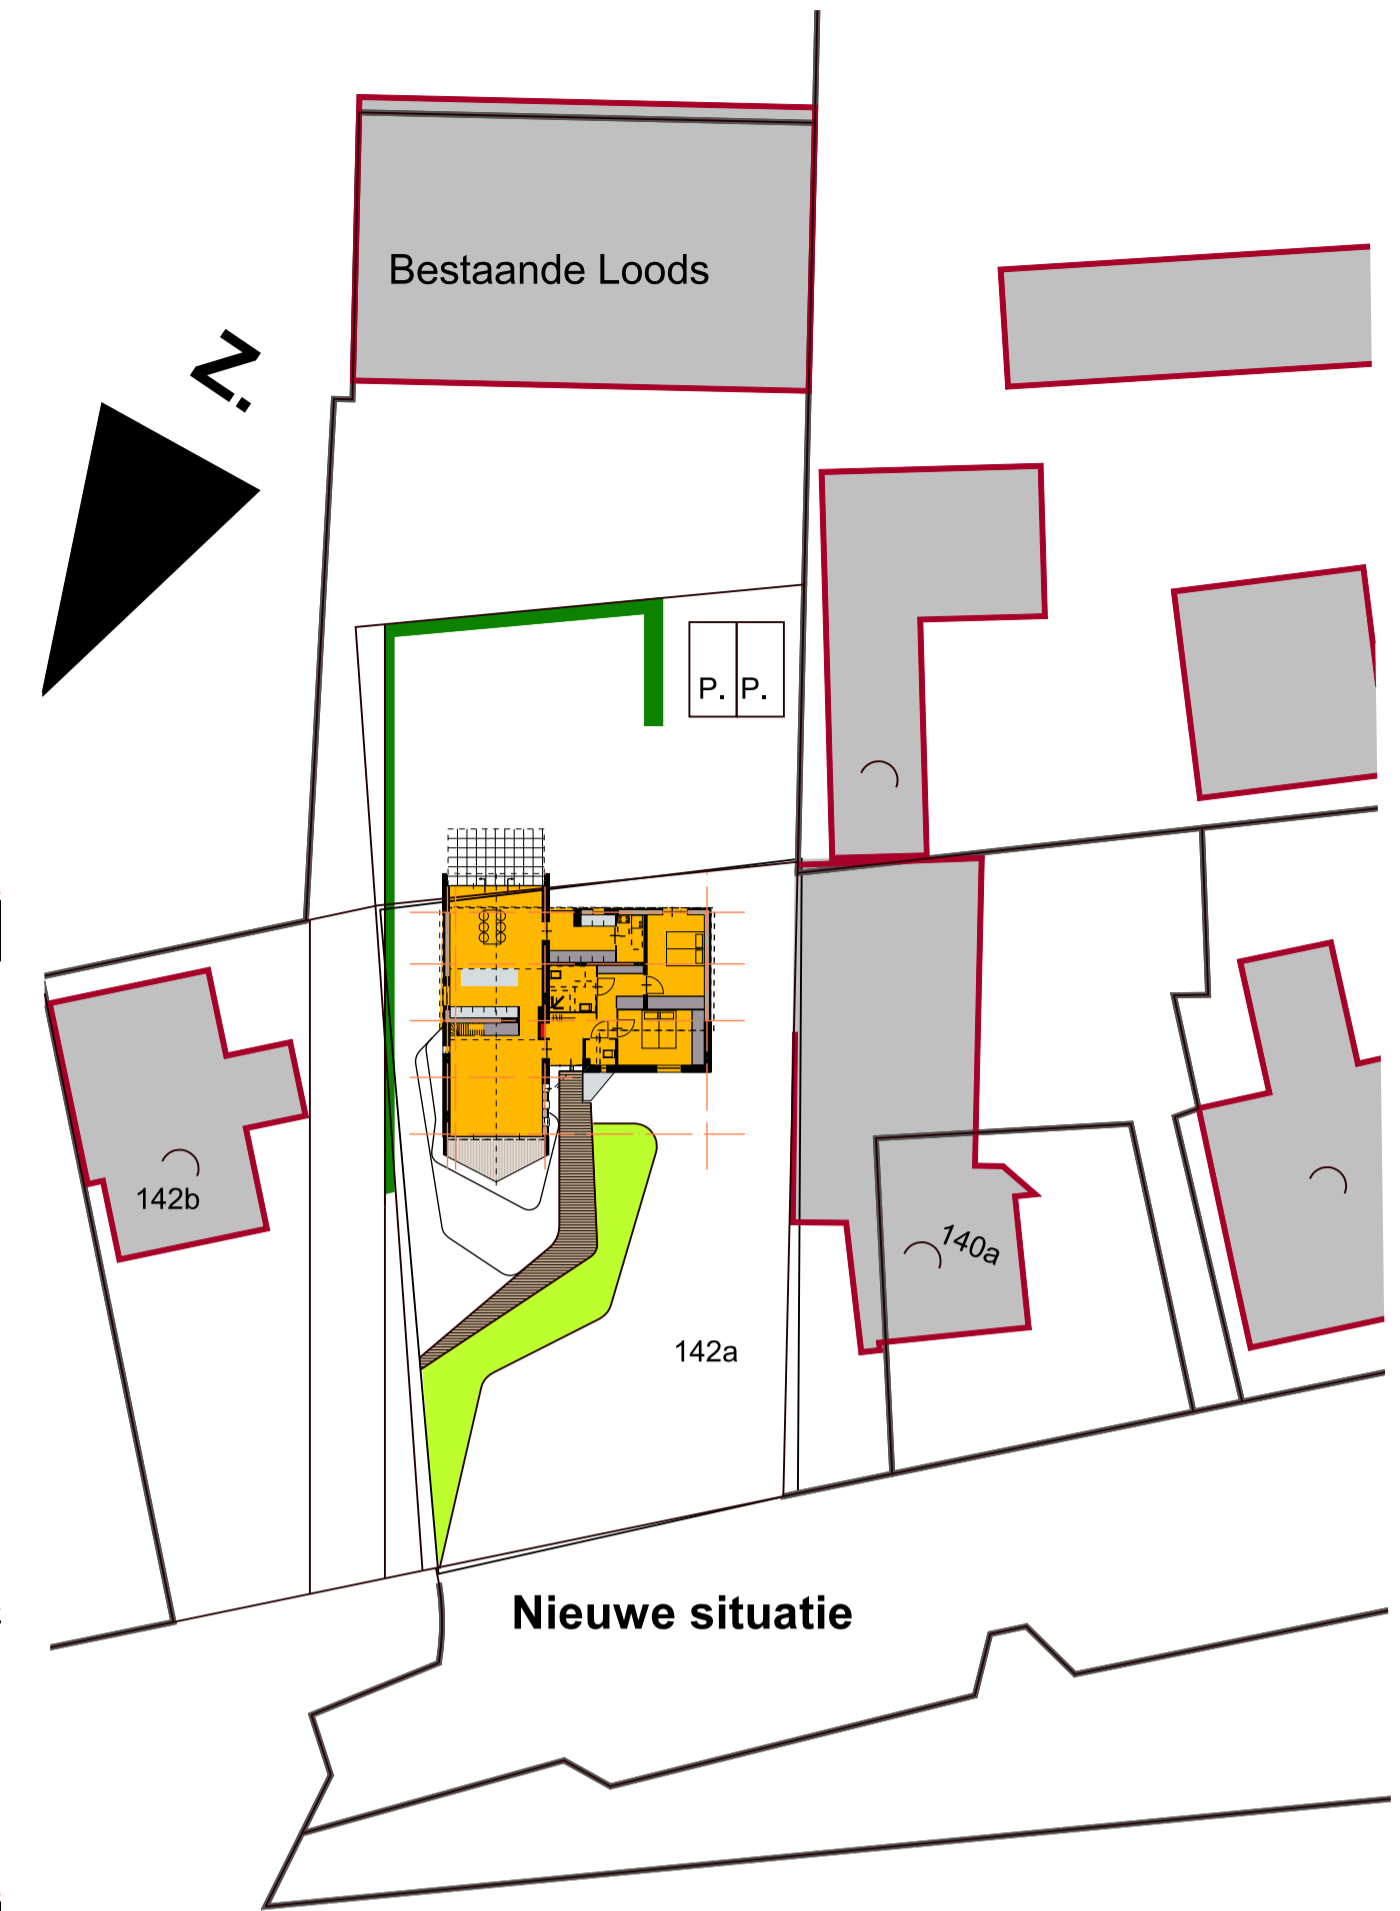 Bestaande Loods
N.
P. P.
142b
140a
142a
Nieuwe situatie